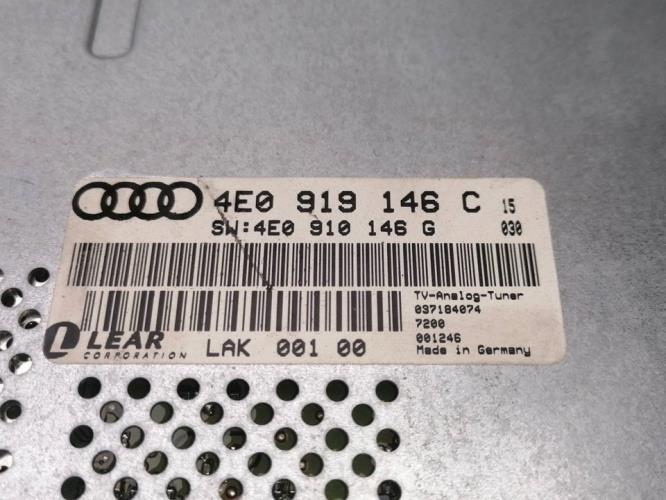 4E0 919 146 C 15
SW:4E0 910 146 G 030
TV-Analog-Tuner
037184074
7200
001246
Made in Germany
LEAR
CORPORATION
LAK 001 00